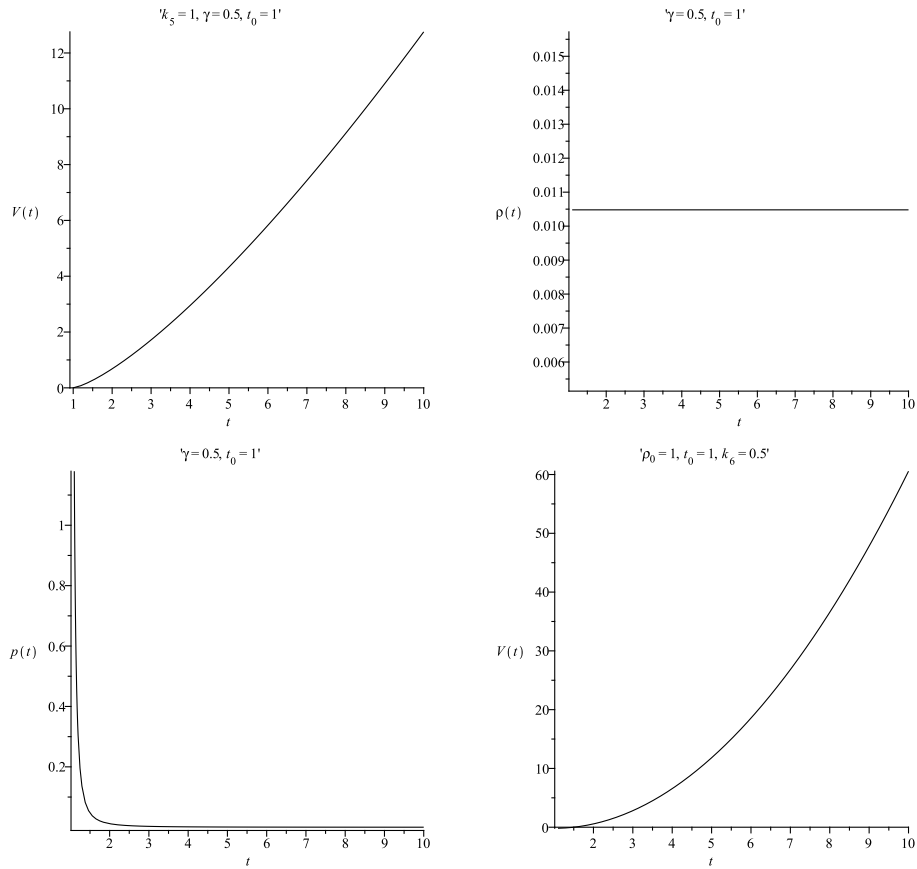 'k₅ = 1, γ = 0.5, t₀ = 1'
12
10
8
6
4
2
0
V(t)
1 2 3 4 5 6 7 8 9 10
t
'γ = 0.5, t₀ = 1'
0.015
0.014
0.013
0.012
0.011
0.010
0.009
0.008
0.007
0.006
ρ(t)
2 3 4 5 6 7 8 9 10
t
'γ = 0.5, t₀ = 1'
1
0.8
0.6
0.4
0.2
p(t)
2 3 4 5 6 7 8 9 10
t
'ρ₀ = 1, t₀ = 1, k₆ = 0.5'
60
50
40
30
20
10
0
V(t)
2 3 4 5 6 7 8 9 10
t